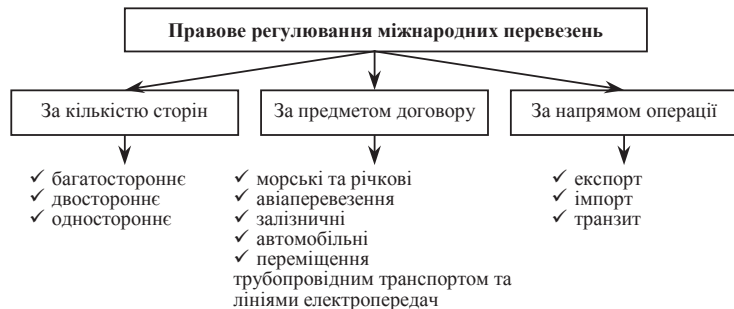 Правове регулювання міжнародних перевезень
За кількістю сторін
За предметом договору
За напрямом операції
✓ багатостороннє
✓ двостороннє
✓ одностороннє
✓ морські та річкові
✓ авіаперевезення
✓ залізничні
✓ автомобільні
✓ переміщення
трубопровідним транспортом та
лініями електропередач
✓ експорт
✓ імпорт
✓ транзит